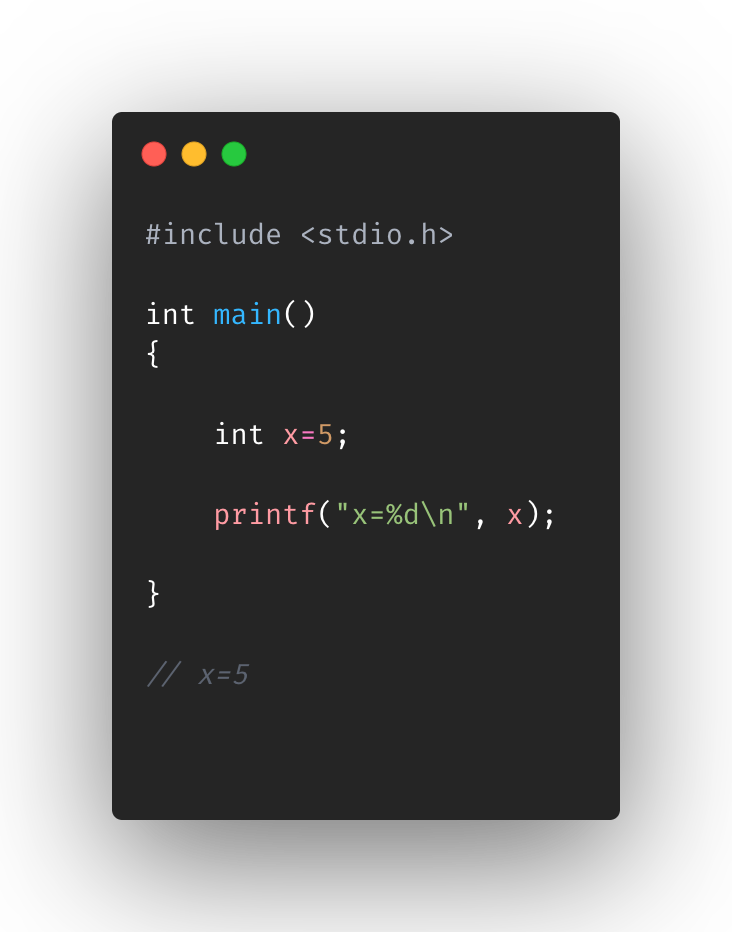 #include <stdio.h>
int main()
{
int x=5;
printf("x=%d\n", x);
}
// x=5